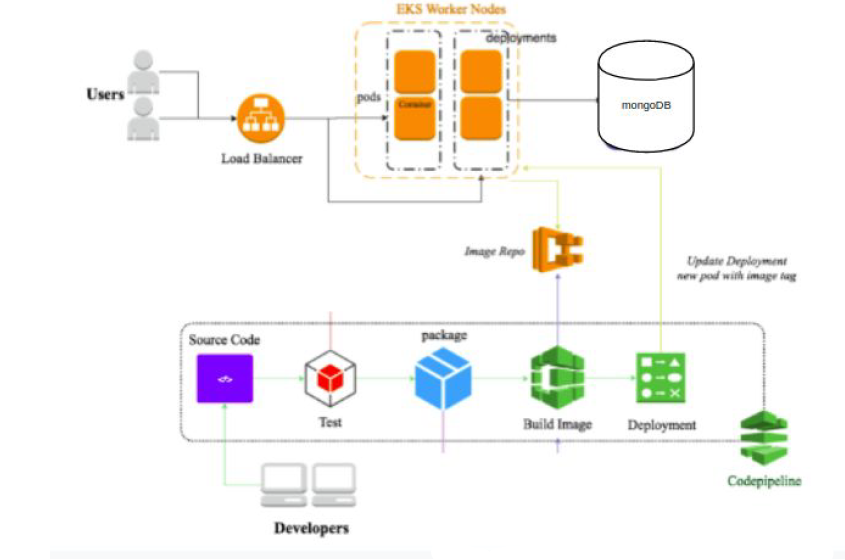 EKS Worker Nodes
deployments
pods
Container
mongoDB
Users
Load Balancer
Image Repo
Update Deployment
new pod with image tag
Source Code
</>
Test
package
Build Image
Deployment
Codepipeline
Developers